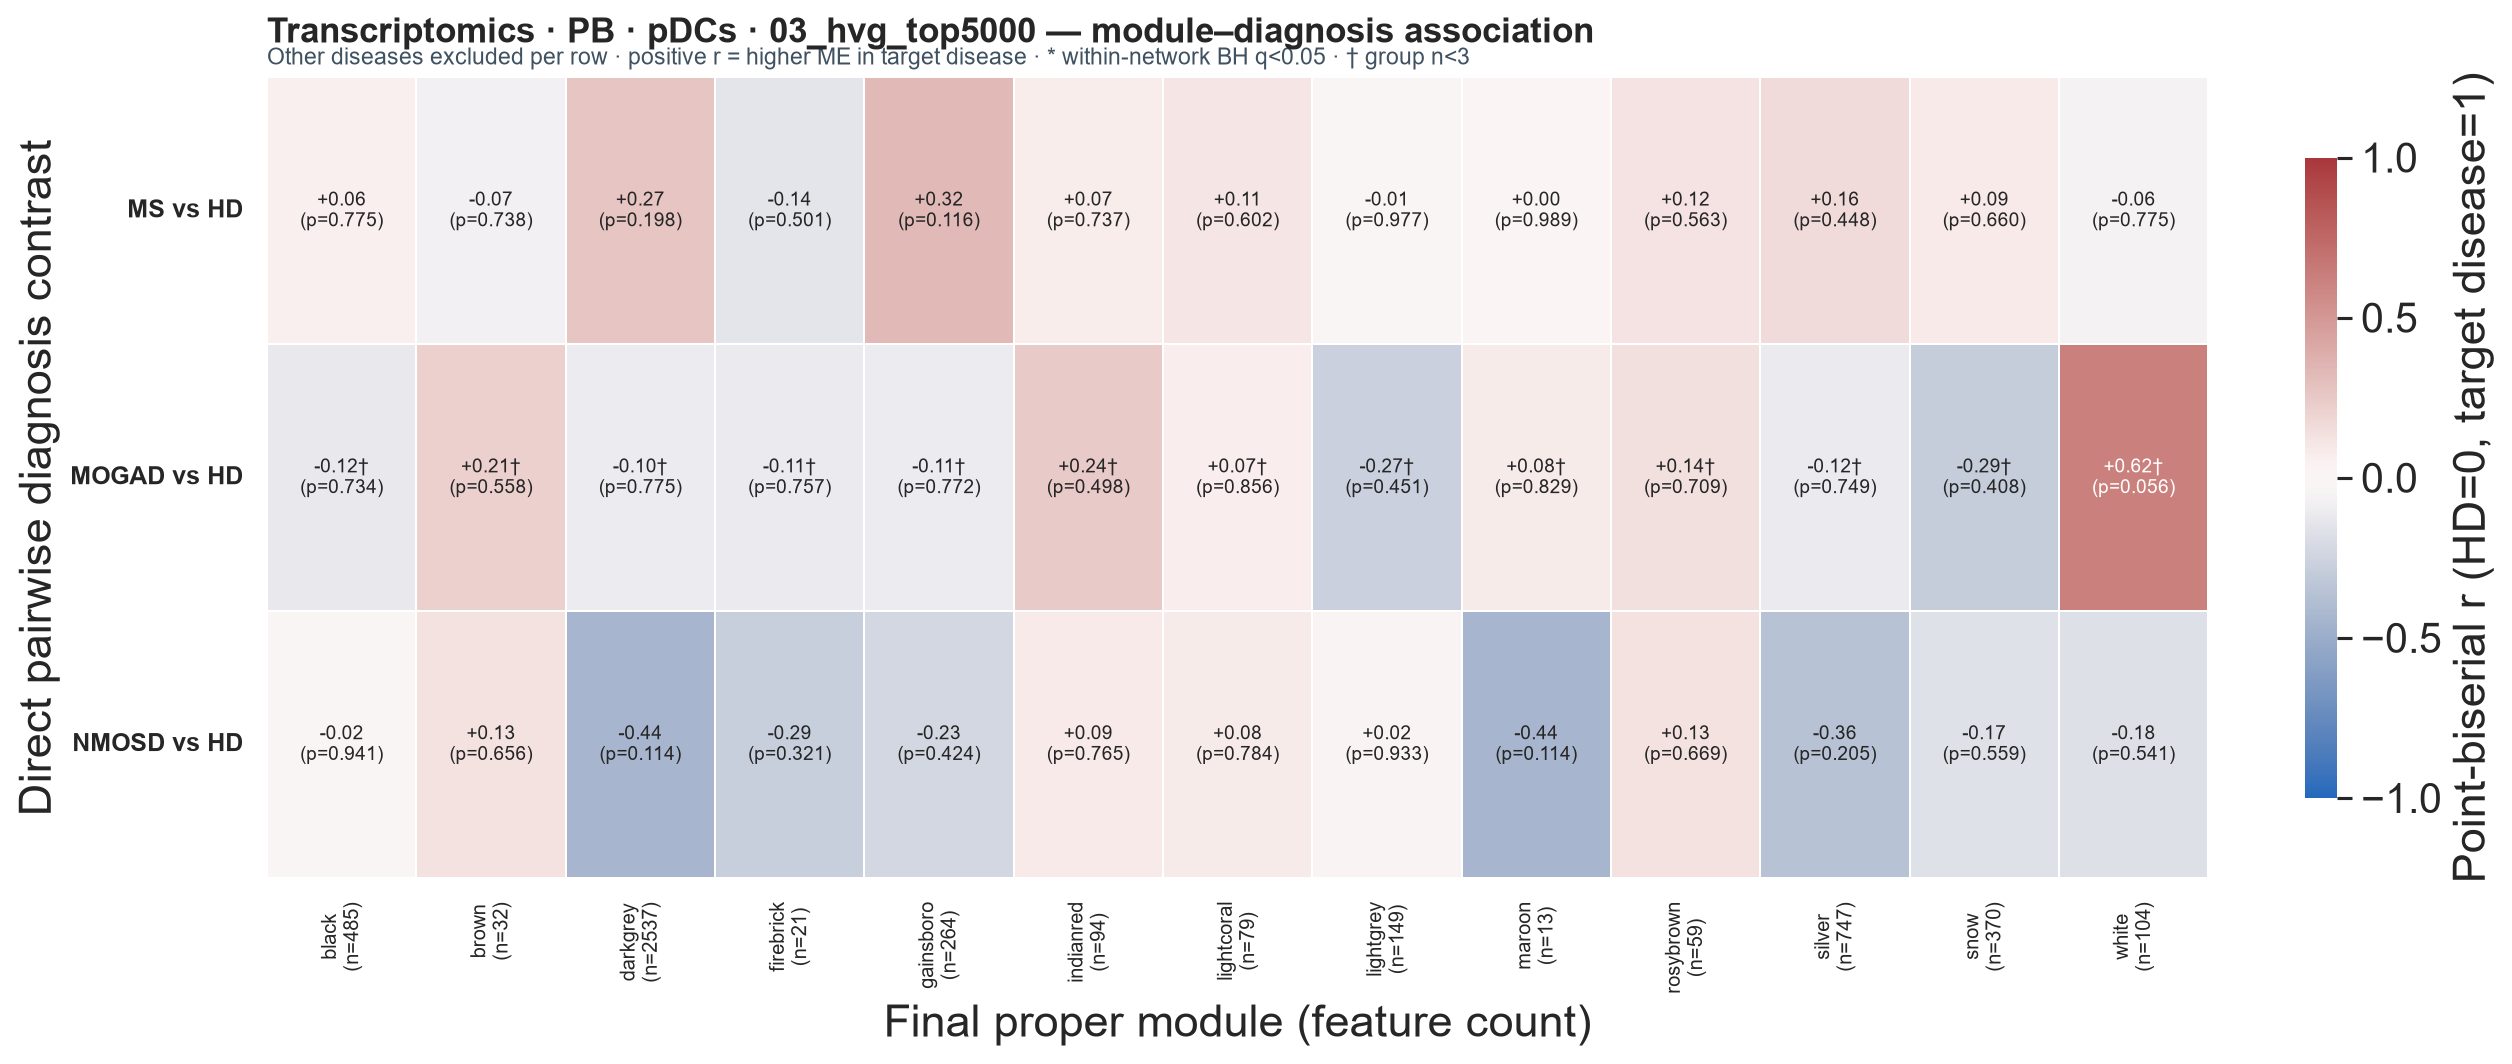 Transcriptomics · PB · pDCs · 03_hvg_top5000 — module–diagnosis association
Other diseases excluded per row · positive r = higher ME in target disease · * within-network BH q<0.05 · † group n<3
Direct pairwise diagnosis contrast
MS vs HD
+0.06
(p=0.775)
-0.07
(p=0.738)
+0.27
(p=0.198)
-0.14
(p=0.501)
+0.32
(p=0.116)
+0.07
(p=0.737)
+0.11
(p=0.602)
-0.01
(p=0.977)
+0.00
(p=0.989)
+0.12
(p=0.563)
+0.16
(p=0.448)
+0.09
(p=0.660)
-0.06
(p=0.775)
MOGAD vs HD
-0.12†
(p=0.734)
+0.21†
(p=0.558)
-0.10†
(p=0.775)
-0.11†
(p=0.757)
-0.11†
(p=0.772)
+0.24†
(p=0.498)
+0.07†
(p=0.856)
-0.27†
(p=0.451)
+0.08†
(p=0.829)
+0.14†
(p=0.709)
-0.12†
(p=0.749)
-0.29†
(p=0.408)
+0.62†
(p=0.056)
NMOSD vs HD
-0.02
(p=0.941)
+0.13
(p=0.656)
-0.44
(p=0.114)
-0.29
(p=0.321)
-0.23
(p=0.424)
+0.09
(p=0.765)
+0.08
(p=0.784)
+0.02
(p=0.933)
-0.44
(p=0.114)
+0.13
(p=0.669)
-0.36
(p=0.205)
-0.17
(p=0.559)
-0.18
(p=0.541)
black
(n=485)
brown
(n=32)
darkgrey
(n=2537)
firebrick
(n=21)
gainsboro
(n=264)
indianred
(n=94)
lightcoral
(n=79)
lightgrey
(n=149)
maroon
(n=13)
rosybrown
(n=59)
silver
(n=747)
snow
(n=370)
white
(n=104)
Final proper module (feature count)
1.0
0.5
0.0
−0.5
−1.0
Point-biserial r (HD=0, target disease=1)